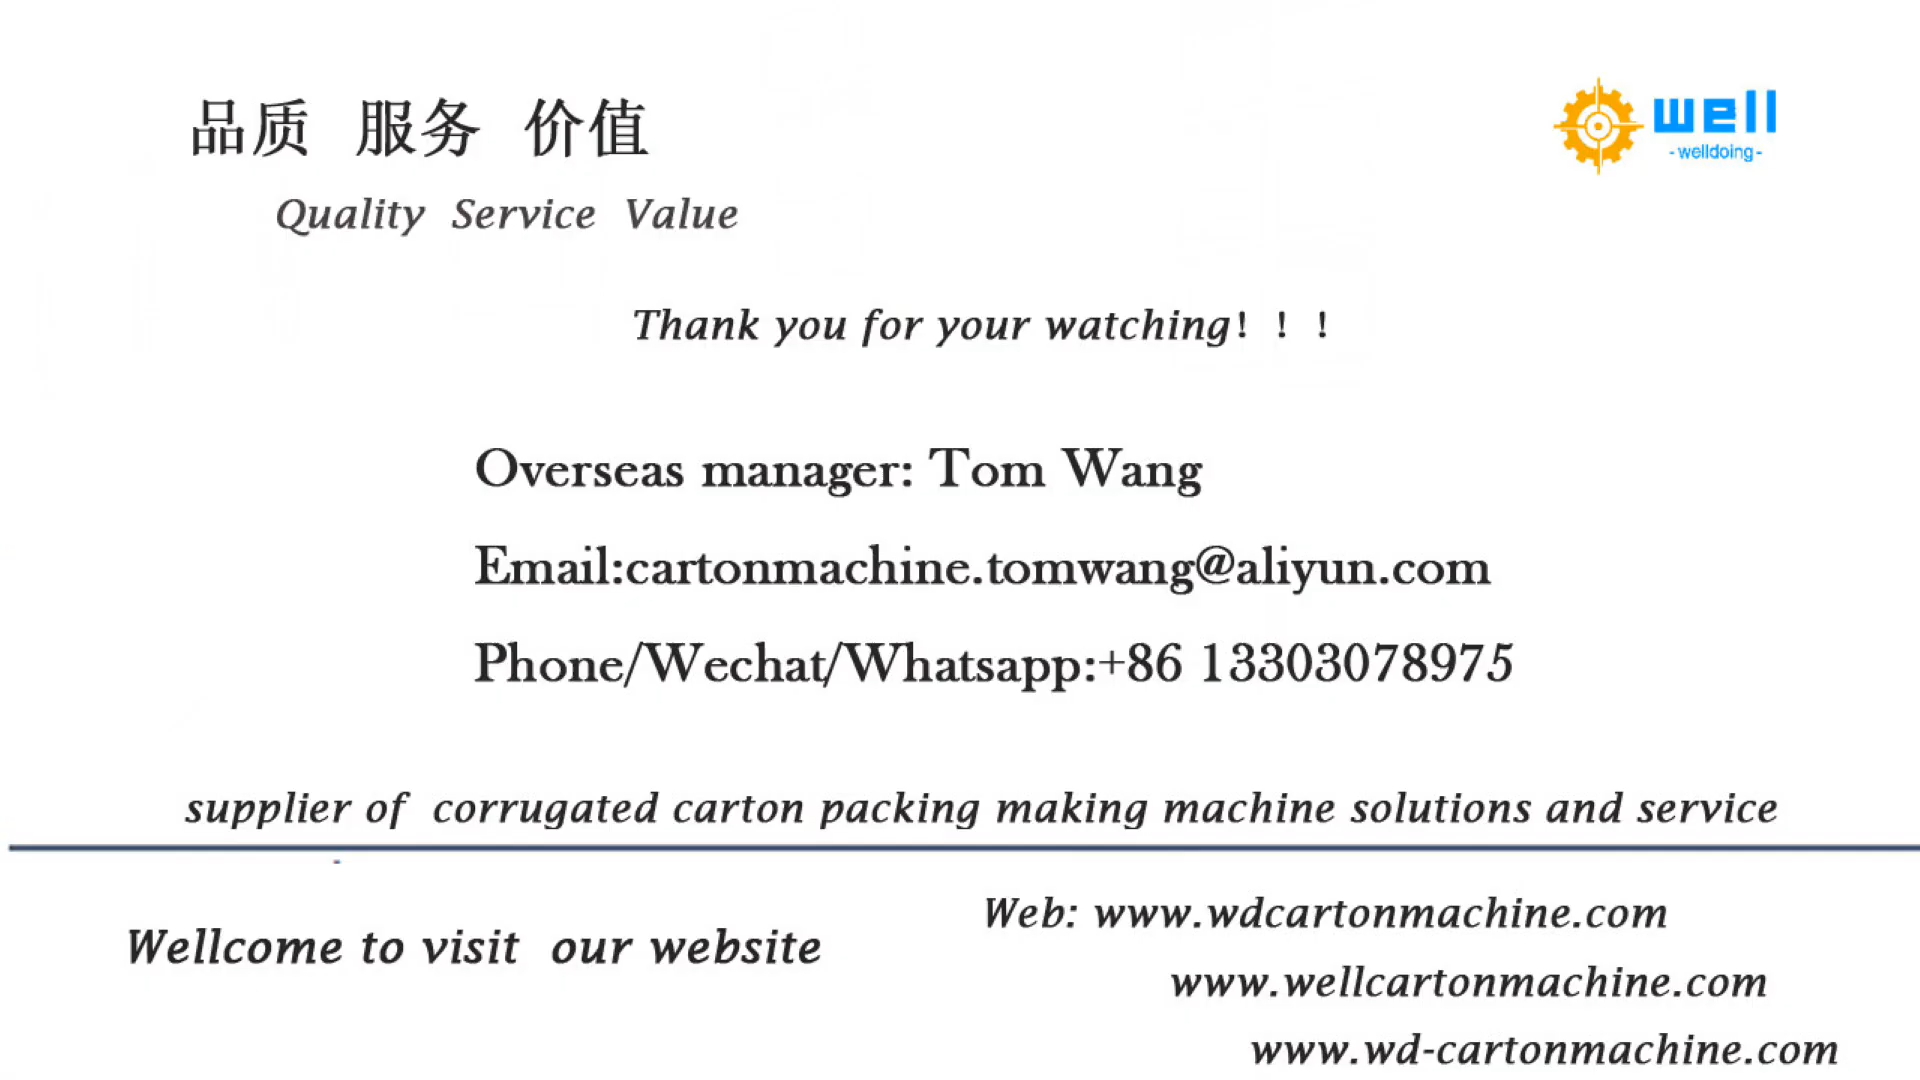 品质 服务 价值
well
-welldoing-
Quality Service Value
Thank you for your watching！！！
Overseas manager: Tom Wang
Email:cartonmachine.tomwang@aliyun.com
Phone/Wechat/Whatsapp:+86 13303078975
supplier of corrugated carton packing making machine solutions and service
Wellcome to visit our website
Web: www.wdcartonmachine.com
www.wellcartonmachine.com
www.wd-cartonmachine.com